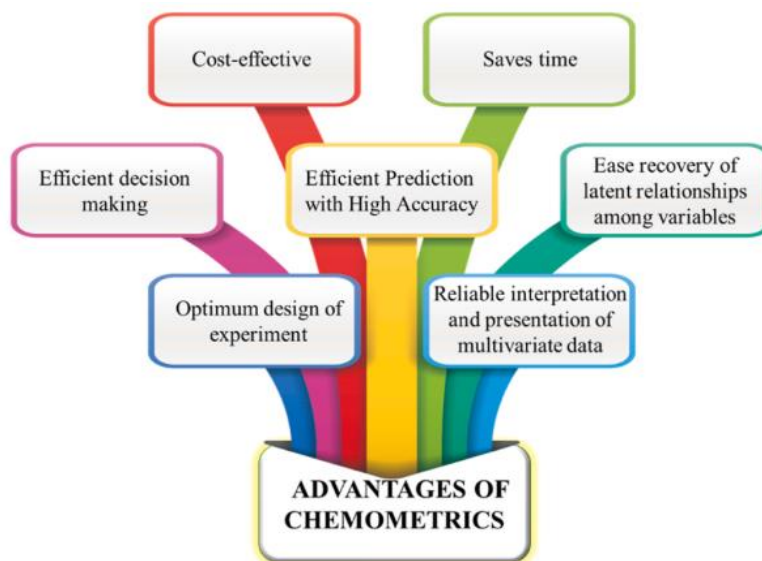 Cost-effective
Saves time
Efficient decision
making
Efficient Prediction
with High Accuracy
Ease recovery of
latent relationships
among variables
Optimum design of
experiment
Reliable interpretation
and presentation of
multivariate data
ADVANTAGES OF
CHEMOMETRICS